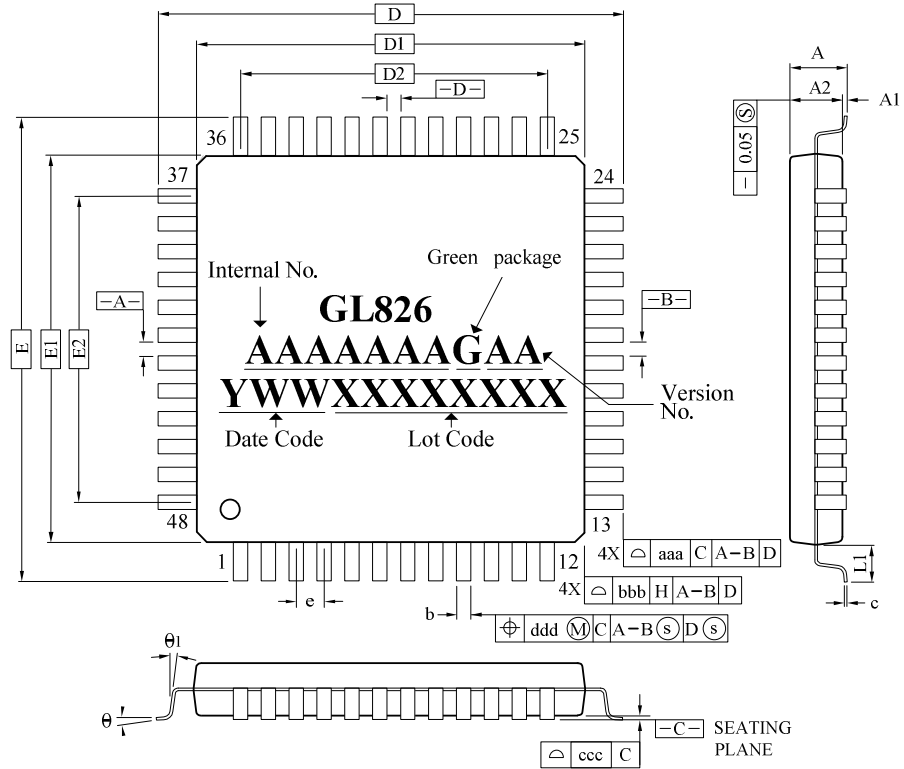 D
D1
D2
−D−
36
25
37
24
A
A2
A1
− 0.05 Ⓢ
Internal No.
Green package
GL826
AAAAAAAGAA
YWWXXXXXXXX
Date Code
Lot Code
Version
No.
−A−
−B−
E
E1
E2
48
13
1
12
4X ⌓ aaa C A−B D
4X ⌓ bbb H A−B D
⌖ ddd Ⓜ C A−B ⓢ D ⓢ
e
b
L1
c
θ1
θ
−C− SEATING
PLANE
⌓ ccc C